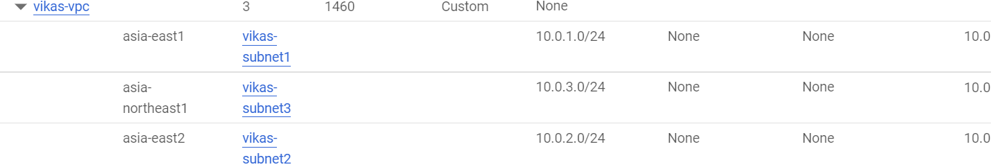 vikas-vpc 3 1460 Custom None
asia-east1 vikas- 10.0.1.0/24 None None 10.0
subnet1
asia- vikas- 10.0.3.0/24 None None 10.0
northeast1 subnet3
asia-east2 vikas- 10.0.2.0/24 None None 10.0
subnet2